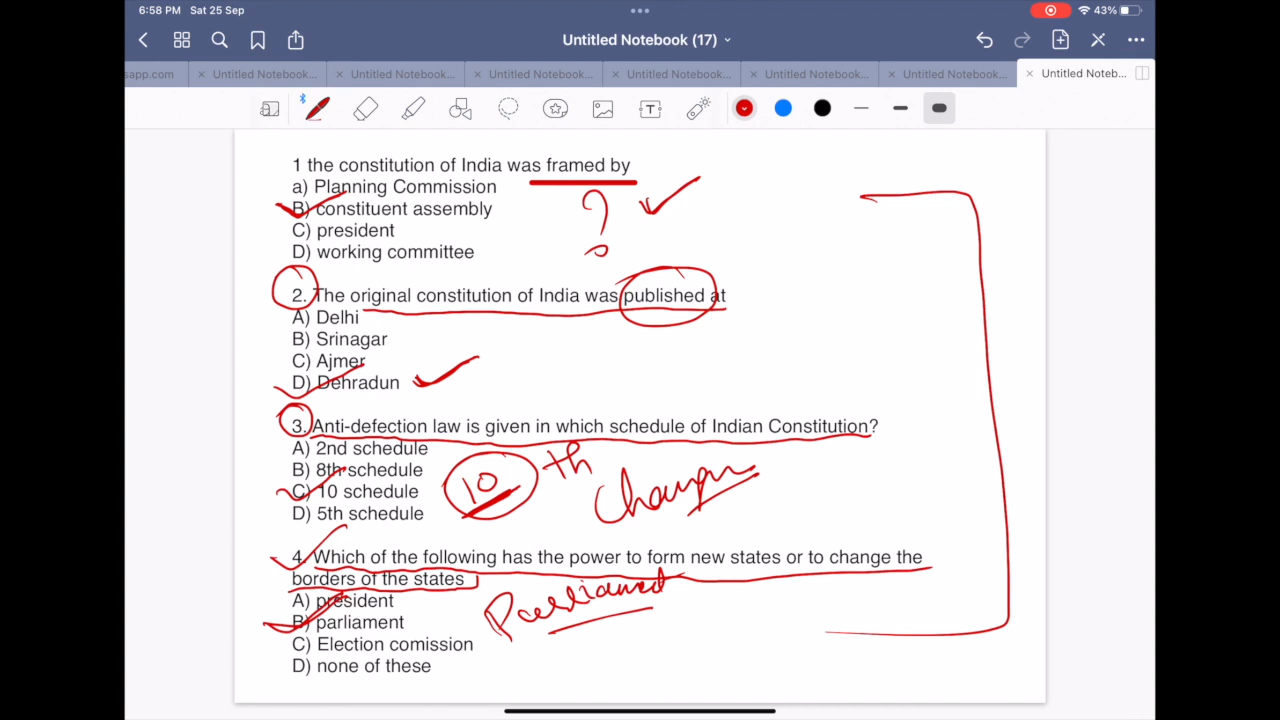 6:58 PM Sat 25 Sep
43%
Untitled Notebook (17)
sapp.com
Untitled Notebook...
Untitled Notebook...
Untitled Notebook...
Untitled Notebook...
Untitled Notebook...
Untitled Notebook...
Untitled Noteb...
1 the constitution of India was framed by
a) Planning Commission
B) constituent assembly
C) president
D) working committee
?
2. The original constitution of India was published at
A) Delhi
B) Srinagar
C) Ajmer
D) Dehradun
3. Anti-defection law is given in which schedule of Indian Constitution?
A) 2nd schedule
B) 8th schedule
C) 10 schedule
D) 5th schedule
10th
4. Which of the following has the power to form new states or to change the
borders of the states
A) president
B) parliament
C) Election comission
D) none of these
Parliament